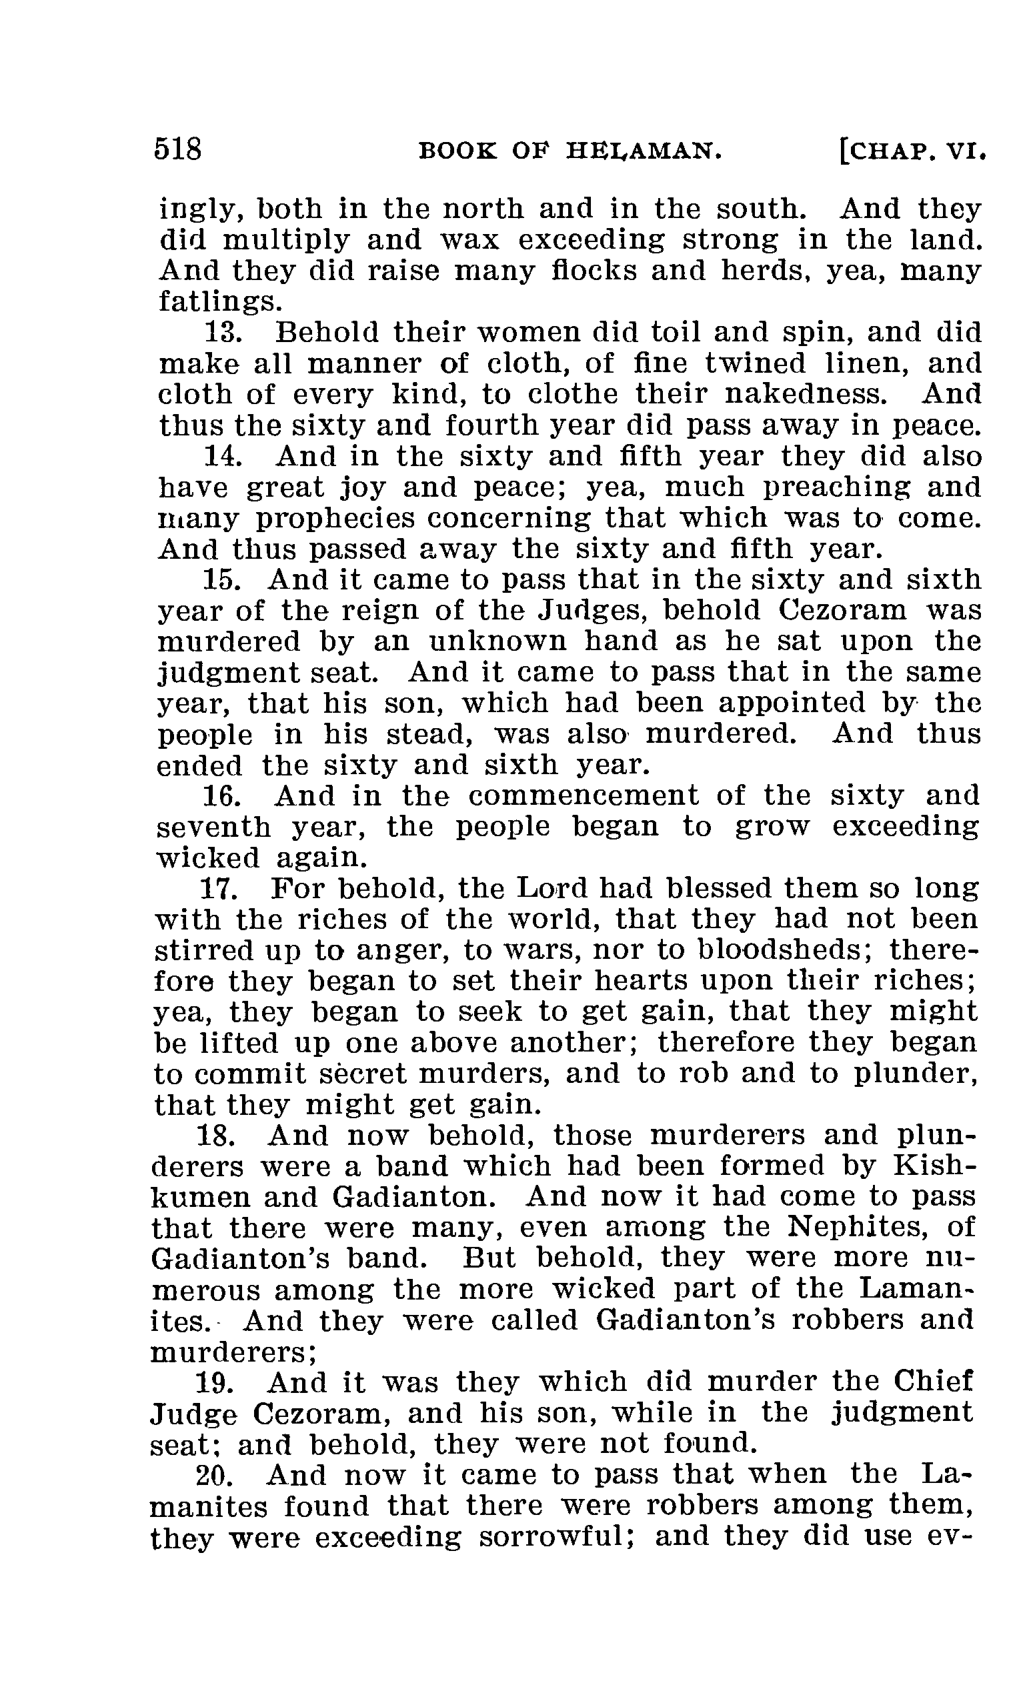 518 BOOK OF HELAMAN. [CHAP. VI.
ingly, both in the north and in the south. And they
did multiply and wax exceeding strong in the land.
And they did raise many flocks and herds, yea, many
fatlings.
13. Behold their women did toil and spin, and did
make all manner of cloth, of fine twined linen, and
cloth of every kind, to clothe their nakedness. And
thus the sixty and fourth year did pass away in peace.
14. And in the sixty and fifth year they did also
have great joy and peace; yea, much preaching and
many prophecies concerning that which was to come.
And thus passed away the sixty and fifth year.
15. And it came to pass that in the sixty and sixth
year of the reign of the Judges, behold Cezoram was
murdered by an unknown hand as he sat upon the
judgment seat. And it came to pass that in the same
year, that his son, which had been appointed by the
people in his stead, was also murdered. And thus
ended the sixty and sixth year.
16. And in the commencement of the sixty and
seventh year, the people began to grow exceeding
wicked again.
17. For behold, the Lord had blessed them so long
with the riches of the world, that they had not been
stirred up to anger, to wars, nor to bloodsheds; there-
fore they began to set their hearts upon their riches;
yea, they began to seek to get gain, that they might
be lifted up one above another; therefore they began
to commit secret murders, and to rob and to plunder,
that they might get gain.
18. And now behold, those murderers and plun-
derers were a band which had been formed by Kish-
kumen and Gadianton. And now it had come to pass
that there were many, even among the Nephites, of
Gadianton's band. But behold, they were more nu-
merous among the more wicked part of the Laman-
ites. And they were called Gadianton's robbers and
murderers;
19. And it was they which did murder the Chief
Judge Cezoram, and his son, while in the judgment
seat; and behold, they were not found.
20. And now it came to pass that when the La-
manites found that there were robbers among them,
they were exceeding sorrowful; and they did use ev-